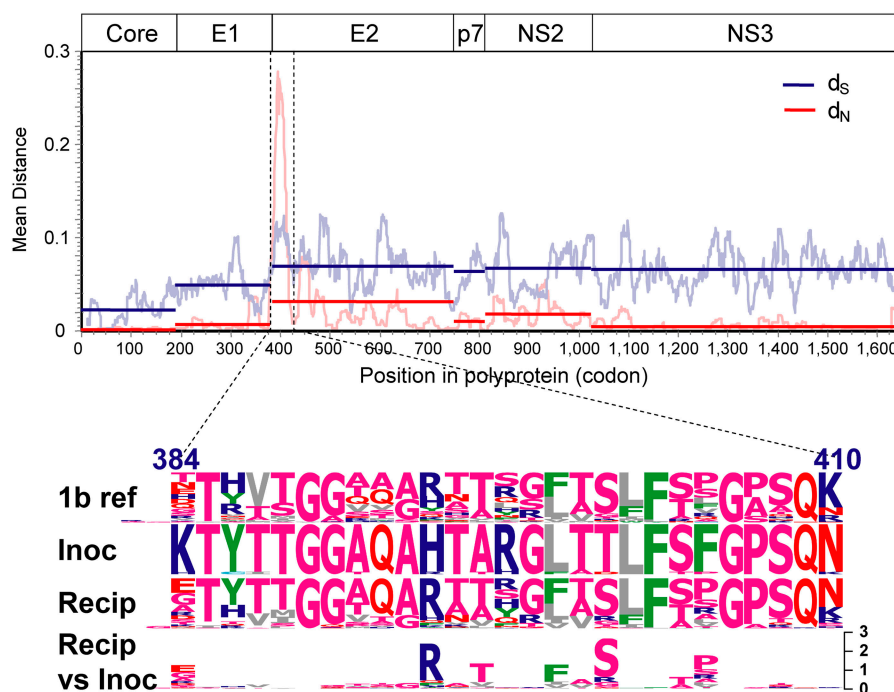 Core E1 E2 p7 NS2 NS3
0.3
d_S
d_N
0.2
Mean Distance
0.1
0
0 100 200 300 400 500 600 700 800 900 1,000 1,100 1,200 1,300 1,400 1,500 1,600
Position in polyprotein (codon)
384 410
1b ref TTHVTGGAAARTTSGFTSLFSPGPSQK
Inoc KTYTTGGAQAHTARGLTTLFSFGPSQN
Recip
Recip
vs Inoc
3
2
1
0